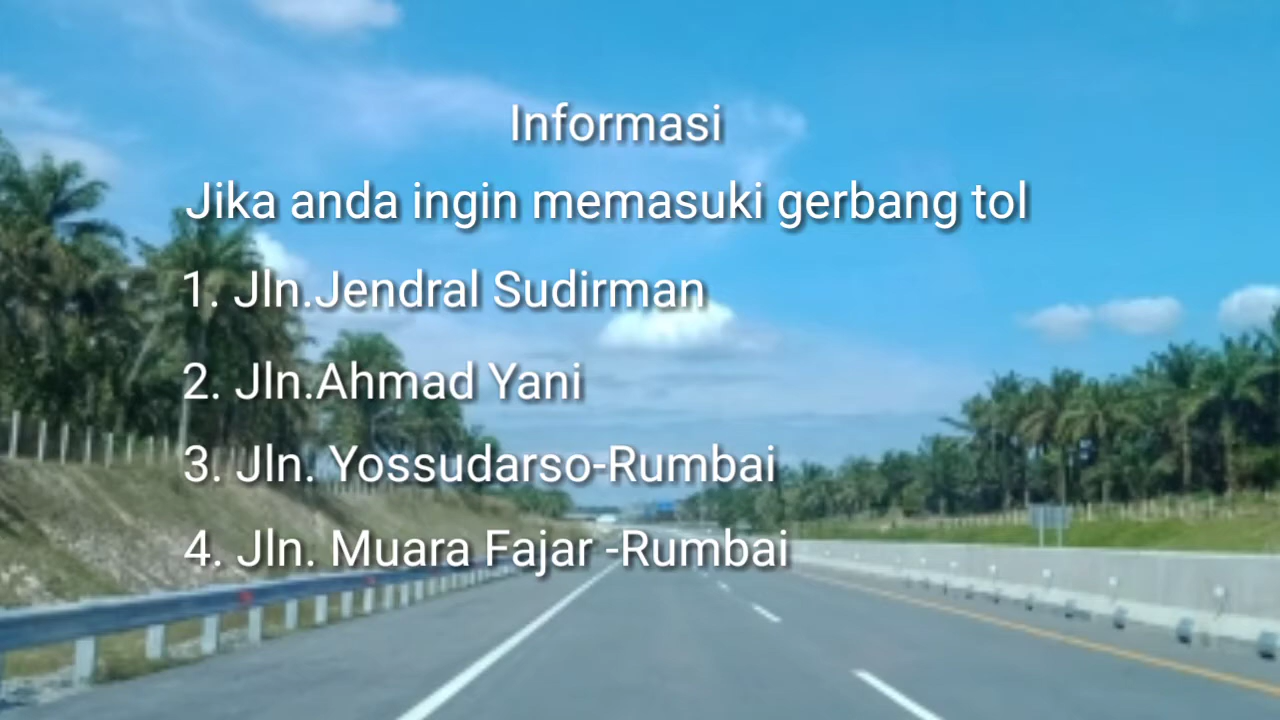 Informasi
Jika anda ingin memasuki gerbang tol
1. Jln.Jendral Sudirman
2. Jln.Ahmad Yani
3. Jln. Yossudarso-Rumbai
4. Jln. Muara Fajar -Rumbai